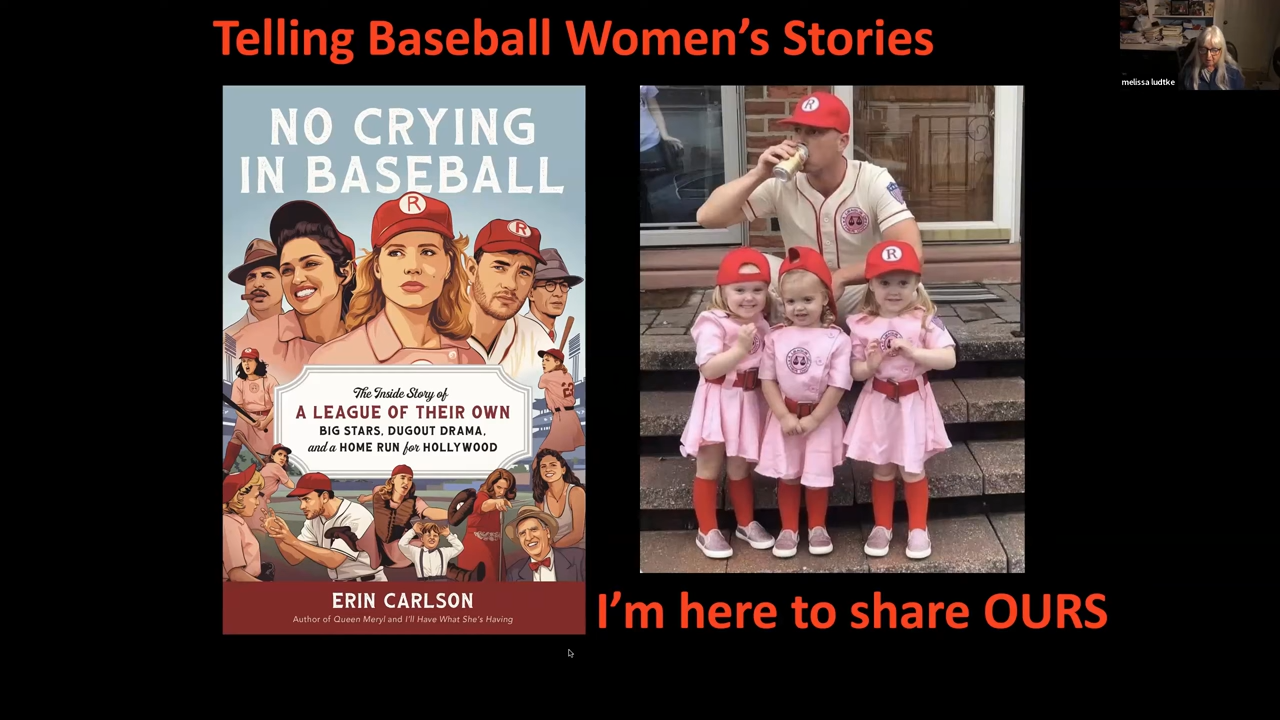 Telling Baseball Women's Stories
melissa ludtke
NO CRYING
IN BASEBALL
R
R
R
R
The Inside Story of
A LEAGUE OF THEIR OWN
BIG STARS, DUGOUT DRAMA,
and a HOME RUN for HOLLYWOOD
ERIN CARLSON
Author of Queen Meryl and I'll Have What She's Having
I'm here to share OURS